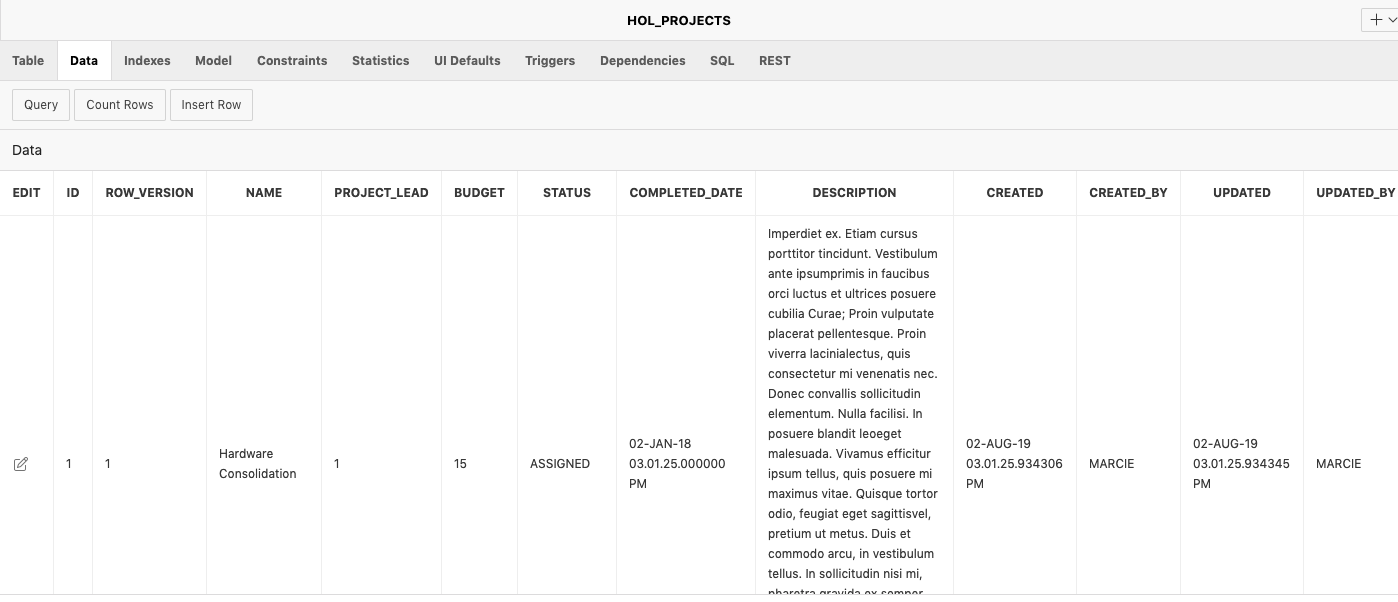 HOL_PROJECTS
Table Data Indexes Model Constraints Statistics UI Defaults Triggers Dependencies SQL REST
Query Count Rows Insert Row
Data
EDIT ID ROW_VERSION NAME PROJECT_LEAD BUDGET STATUS COMPLETED_DATE DESCRIPTION CREATED CREATED_BY UPDATED UPDATED_BY
1
1
Hardware
Consolidation
1
15
ASSIGNED
02-JAN-18
03.01.25.000000
PM
Imperdiet ex. Etiam cursus
porttitor tincidunt. Vestibulum
ante ipsumprimis in faucibus
orci luctus et ultrices posuere
cubilia Curae; Proin vulputate
placerat pellentesque. Proin
viverra lacinialectus, quis
consectetur mi venenatis nec.
Donec convallis sollicitudin
elementum. Nulla facilisi. In
posuere blandit leoeget
malesuada. Vivamus efficitur
ipsum tellus, quis posuere mi
maximus vitae. Quisque tortor
odio, feugiat eget sagittisvel,
pretium ut metus. Duis et
commodo arcu, in vestibulum
tellus. In sollicitudin nisi mi,
pharetra gravida ex semper
02-AUG-19
03.01.25.934306
PM
MARCIE
02-AUG-19
03.01.25.934345
PM
MARCIE